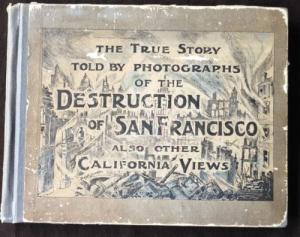 THE TRUE STORY
TOLD BY PHOTOGRAPHS
OF THE
DESTRUCTION
OF SAN FRANCISCO
ALSO OTHER
CALIFORNIA VIEWS